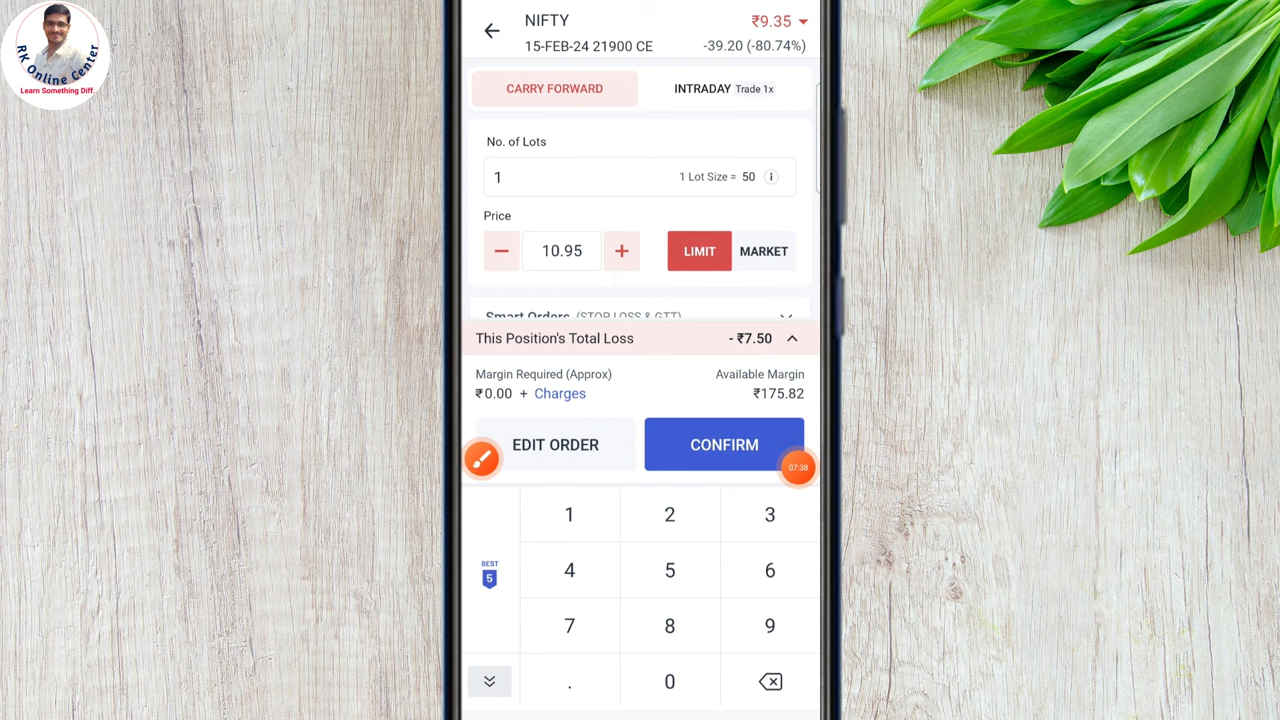 RK Online Center
Learn Something Diff.
NIFTY
₹9.35
15-FEB-24 21900 CE
-39.20 (-80.74%)
CARRY FORWARD
INTRADAY Trade 1x
No. of Lots
1
1 Lot Size = 50 i
Price
− 10.95 +
LIMIT
MARKET
Smart Orders (STOP LOSS & GTT)
This Position's Total Loss
- ₹7.50
Margin Required (Approx)
Available Margin
₹0.00 + Charges
₹175.82
EDIT ORDER
CONFIRM
07:38
1 2 3
BEST
5
4 5 6
7 8 9
. 0